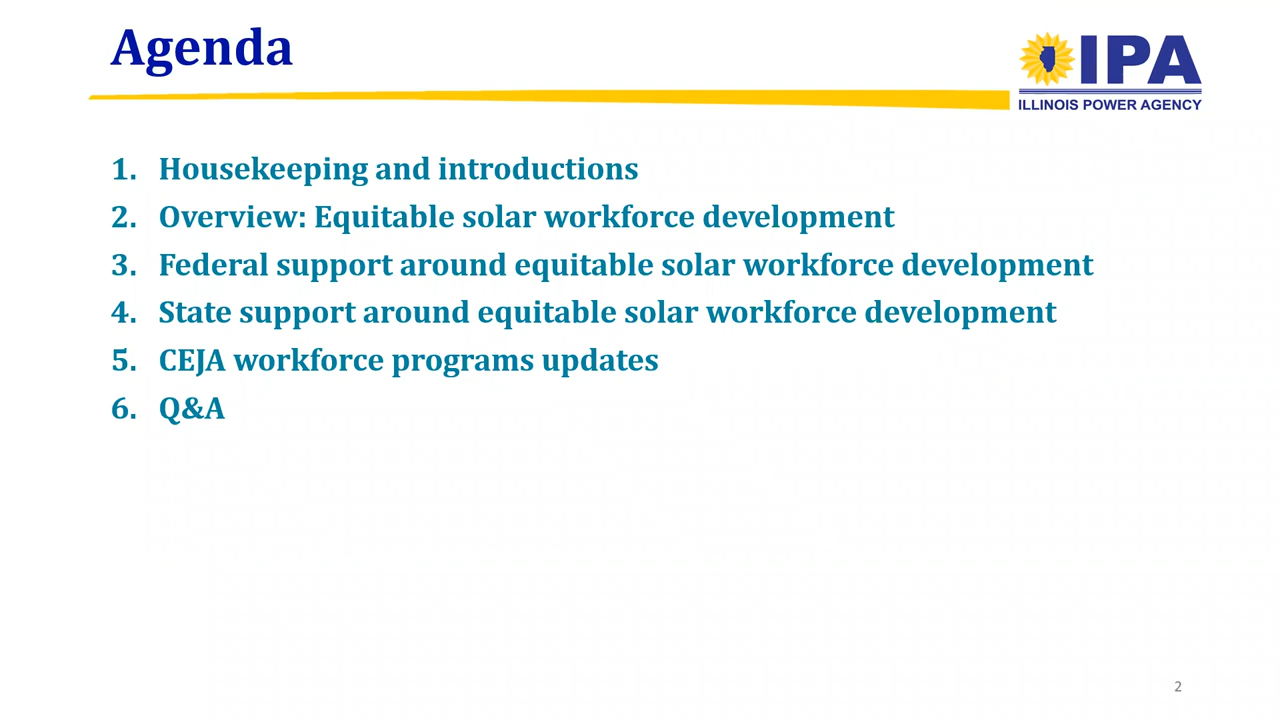 Agenda
IPA
ILLINOIS POWER AGENCY
1. Housekeeping and introductions
2. Overview: Equitable solar workforce development
3. Federal support around equitable solar workforce development
4. State support around equitable solar workforce development
5. CEJA workforce programs updates
6. Q&A
2